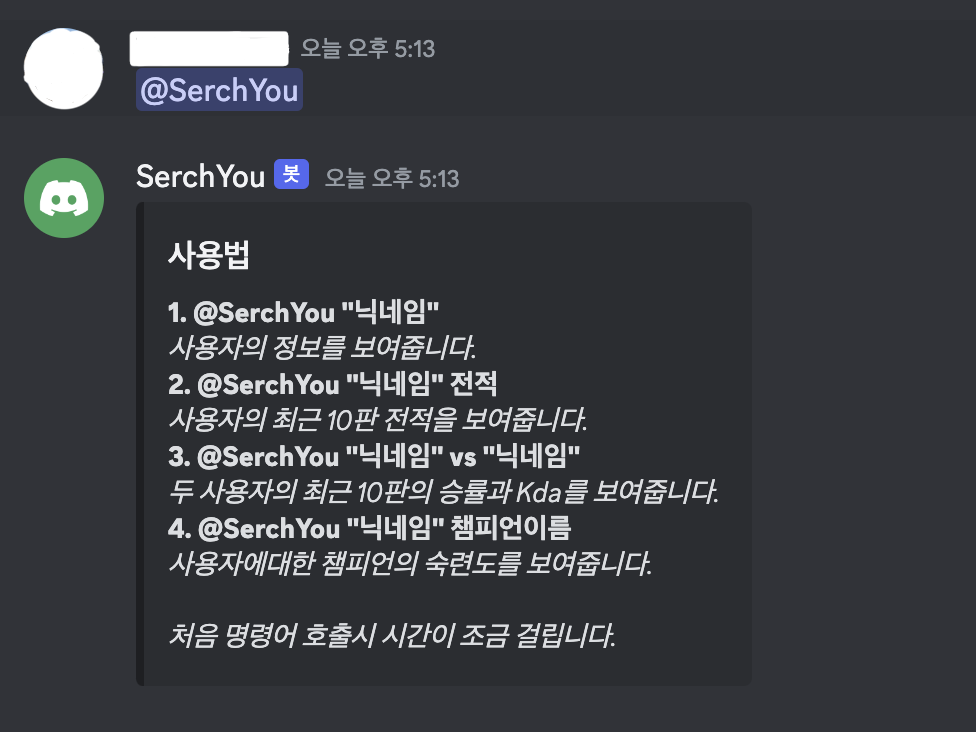 오늘 오후 5:13
@SerchYou
SerchYou 봇 오늘 오후 5:13
사용법
1. @SerchYou "닉네임"
사용자의 정보를 보여줍니다.
2. @SerchYou "닉네임" 전적
사용자의 최근 10판 전적을 보여줍니다.
3. @SerchYou "닉네임" vs "닉네임"
두 사용자의 최근 10판의 승률과 Kda를 보여줍니다.
4. @SerchYou "닉네임" 챔피언이름
사용자에대한 챔피언의 숙련도를 보여줍니다.
처음 명령어 호출시 시간이 조금 걸립니다.